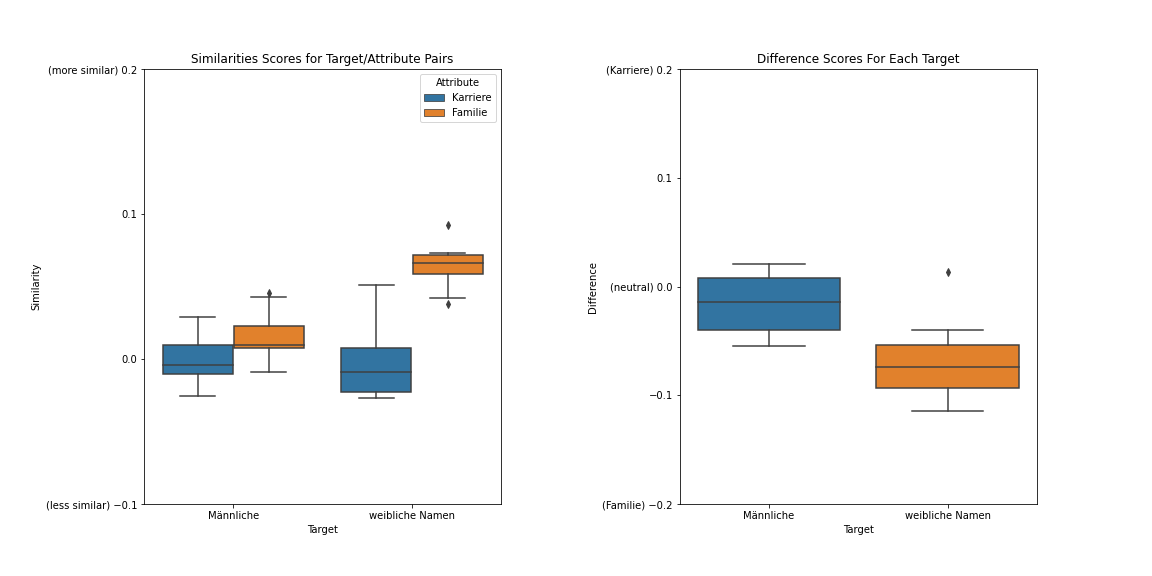 Similarities Scores for Target/Attribute Pairs
(more similar) 0.2
0.1
0.0
(less similar) −0.1
Similarity
Attribute
Karriere
Familie
Männliche
weibliche Namen
Target
Difference Scores For Each Target
(Karriere) 0.2
0.1
(neutral) 0.0
−0.1
(Familie) −0.2
Difference
Männliche
weibliche Namen
Target